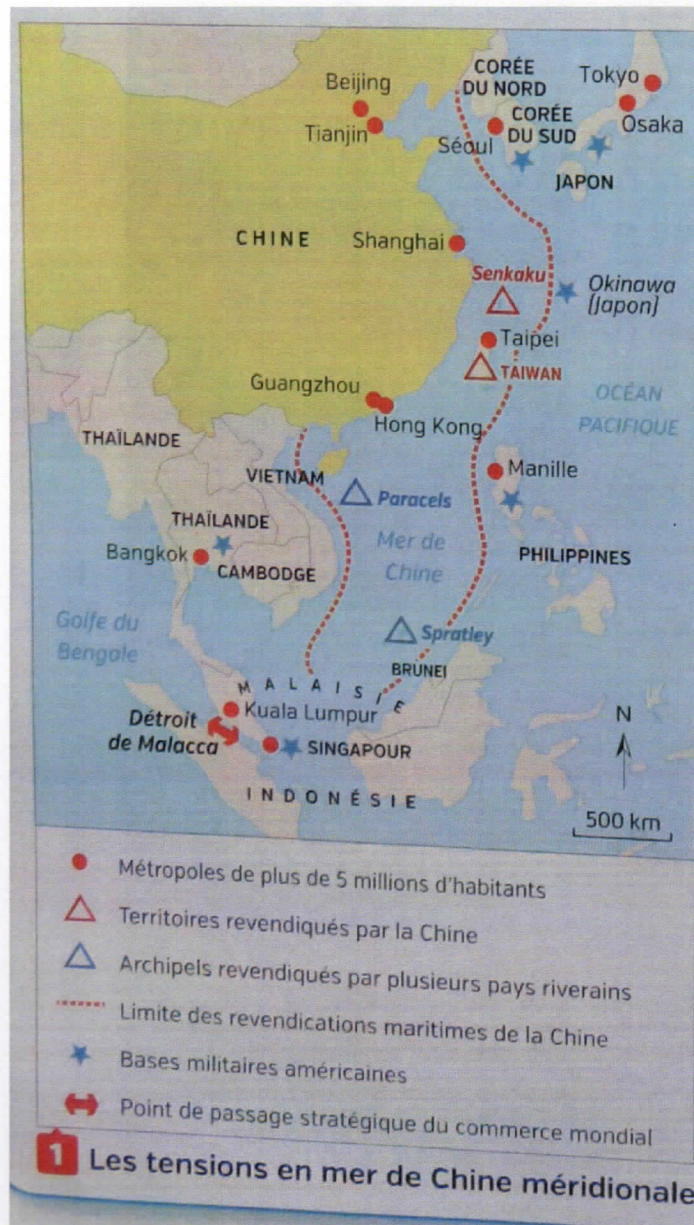 CORÉE
DU NORD
Tokyo
Beijing
Tianjin
CORÉE
DU SUD
Osaka
Séoul
JAPON
CHINE
Shanghai
Senkaku
Okinawa
(Japon)
Taipei
TAIWAN
OCÉAN
PACIFIQUE
Guangzhou
Hong Kong
THAÏLANDE
VIETNAM
Manille
Paracels
THAÏLANDE
Mer de
Chine
Bangkok
CAMBODGE
PHILIPPINES
Golfe du
Bengale
Spratley
BRUNEI
MALAISIE
Kuala Lumpur
Détroit
de Malacca
SINGAPOUR
N
INDONÉSIE
500 km
Métropoles de plus de 5 millions d'habitants
Territoires revendiqués par la Chine
Archipels revendiqués par plusieurs pays riverains
Limite des revendications maritimes de la Chine
Bases militaires américaines
Point de passage stratégique du commerce mondial
1 Les tensions en mer de Chine méridionale